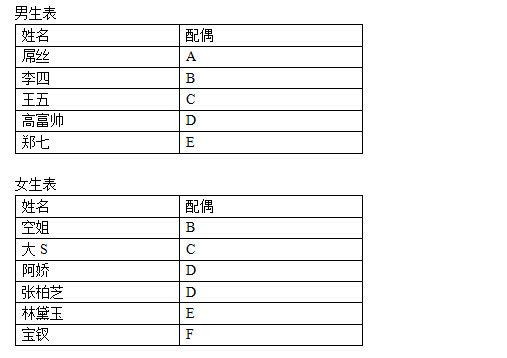 男生表
姓名 配偶
屌丝 A
李四 B
王五 C
高富帅 D
郑七 E
女生表
姓名 配偶
空姐 B
大 S C
阿娇 D
张柏芝 D
林黛玉 E
宝钗 F